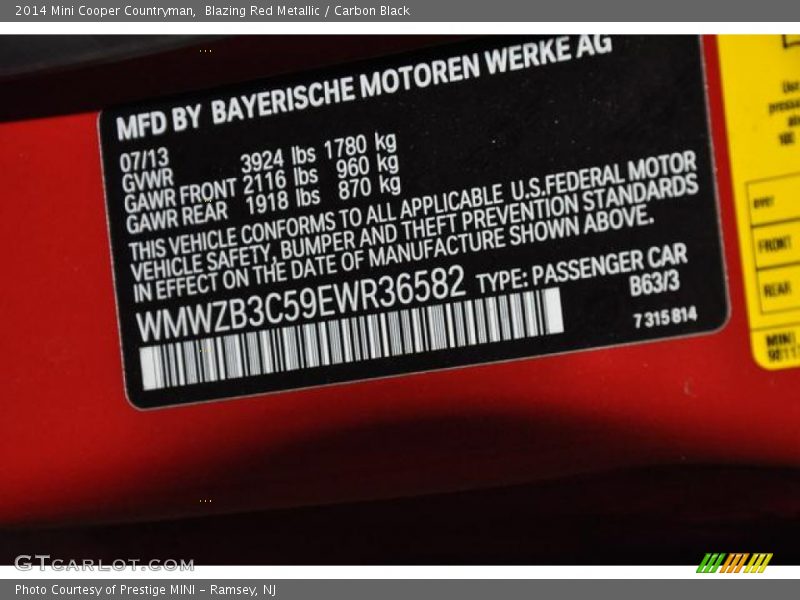 2014 Mini Cooper Countryman,  Blazing Red Metallic / Carbon Black
MFD BY BAYERISCHE MOTOREN WERKE AG
07/13
GVWR 3924 lbs 1780 kg
GAWR FRONT 2116 lbs 960 kg
GAWR REAR 1918 lbs 870 kg
THIS VEHICLE CONFORMS TO ALL APPLICABLE U.S.FEDERAL MOTOR
VEHICLE SAFETY, BUMPER AND THEFT PREVENTION STANDARDS
IN EFFECT ON THE DATE OF MANUFACTURE SHOWN ABOVE.
WMWZB3C59EWR36582 TYPE: PASSENGER CAR
B63/3
7 315 814
FRONT
REAR
MINI
GTCARLOT.COM
Photo Courtesy of Prestige MINI - Ramsey, NJ